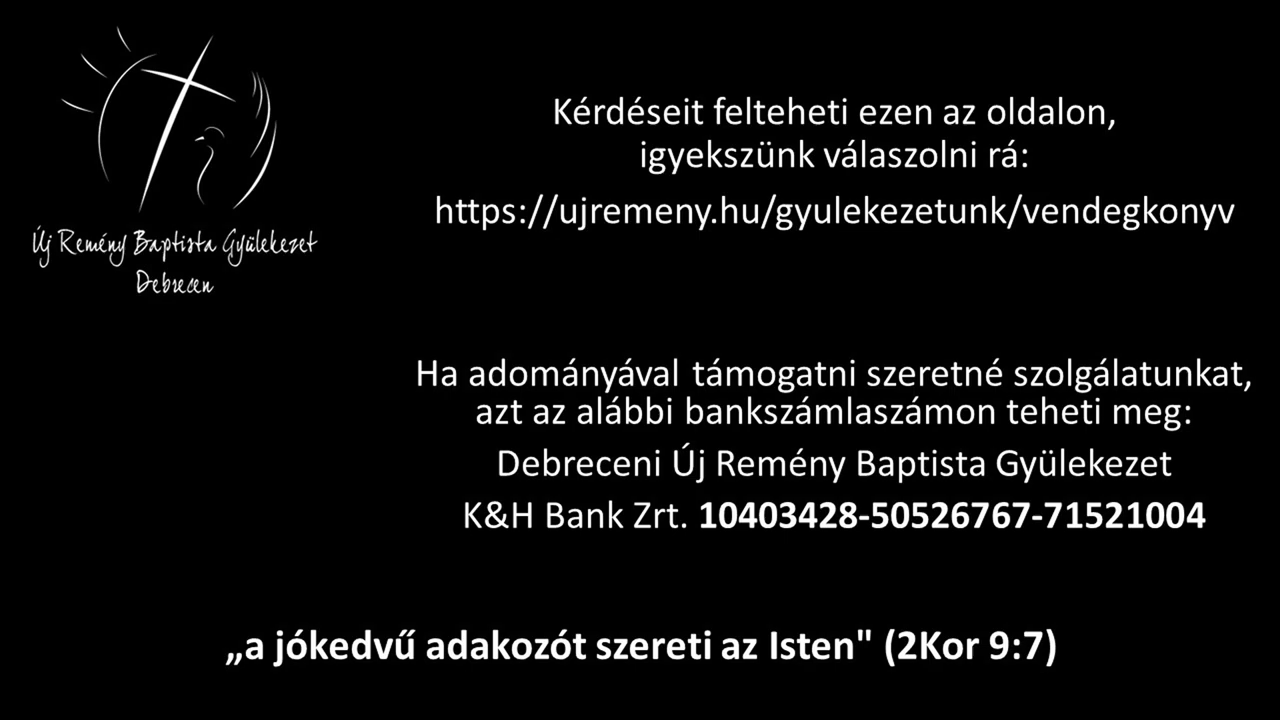 Új Remény Baptista Gyülekezet
Debrecen
Kérdéseit felteheti ezen az oldalon,
igyekszünk válaszolni rá:
https://ujremeny.hu/gyulekezetunk/vendegkonyv
Ha adományával támogatni szeretné szolgálatunkat,
azt az alábbi bankszámlaszámon teheti meg:
Debreceni Új Remény Baptista Gyülekezet
K&H Bank Zrt. 10403428-50526767-71521004
„a jókedvű adakozót szereti az Isten" (2Kor 9:7)